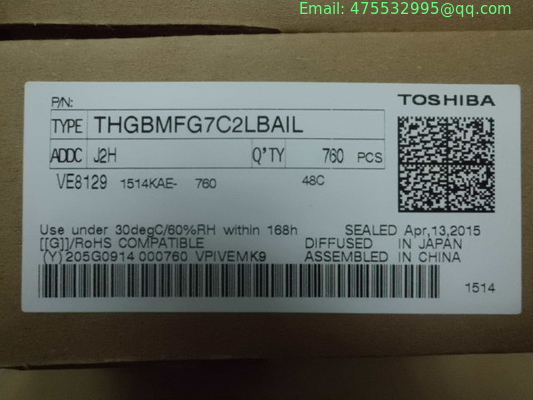 Email: 475532995@qq.com
P/N:
TOSHIBA
TYPE THGBMFG7C2LBAIL
ADDC J2H Q'TY 760 PCS
VE8129 1514KAE- 760 48C
Use under 30degC/60%RH within 168h SEALED Apr,13,2015
[[G]]/RoHS COMPATIBLE DIFFUSED IN JAPAN
(Y) 205G0914 000760 VPIVEMK9 ASSEMBLED IN CHINA
1514